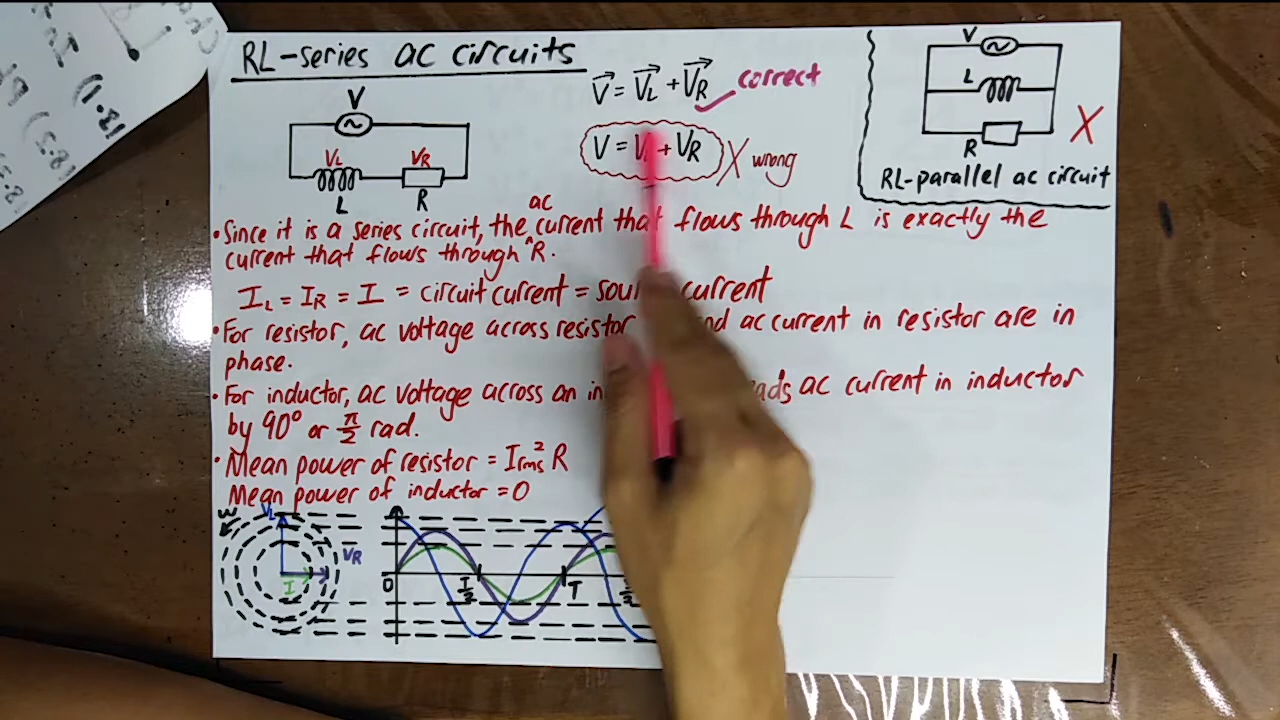 RL-series ac circuits
V⃗ = V⃗L + V⃗R correct
V = VL + VR X wrong
V
VL VR
L R
V
L
R
X
RL-parallel ac circuit
ac
• Since it is a series circuit, the ^ current that flows through L is exactly the
current that flows through R.
IL = IR = I = circuit current = current
• For resistor, ac voltage across resistor ac current in resistor are in
phase.
• For inductor, ac voltage across an ac current in inductor
by 90° or π/2 rad.
• Mean power of resistor = Irms² R
Mean power of inductor = 0
ω VL
VR
I
0 T/2 T